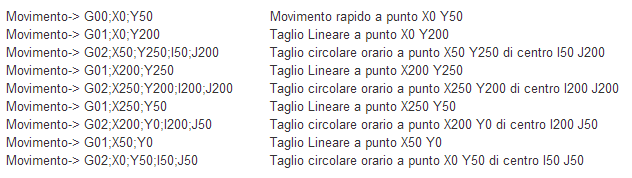 Movimento-> G00;X0;Y50 Movimento rapido a punto X0 Y50
Movimento-> G01;X0;Y200 Taglio Lineare a punto X0 Y200
Movimento-> G02;X50;Y250;I50;J200 Taglio circolare orario a punto X50 Y250 di centro I50 J200
Movimento-> G01;X200;Y250 Taglio Lineare a punto X200 Y250
Movimento-> G02;X250;Y200;I200;J200 Taglio circolare orario a punto X250 Y200 di centro I200 J200
Movimento-> G01;X250;Y50 Taglio Lineare a punto X250 Y50
Movimento-> G02;X200;Y0;I200;J50 Taglio circolare orario a punto X200 Y0 di centro I200 J50
Movimento-> G01;X50;Y0 Taglio Lineare a punto X50 Y0
Movimento-> G02;X0;Y50;I50;J50 Taglio circolare orario a punto X0 Y50 di centro I50 J50